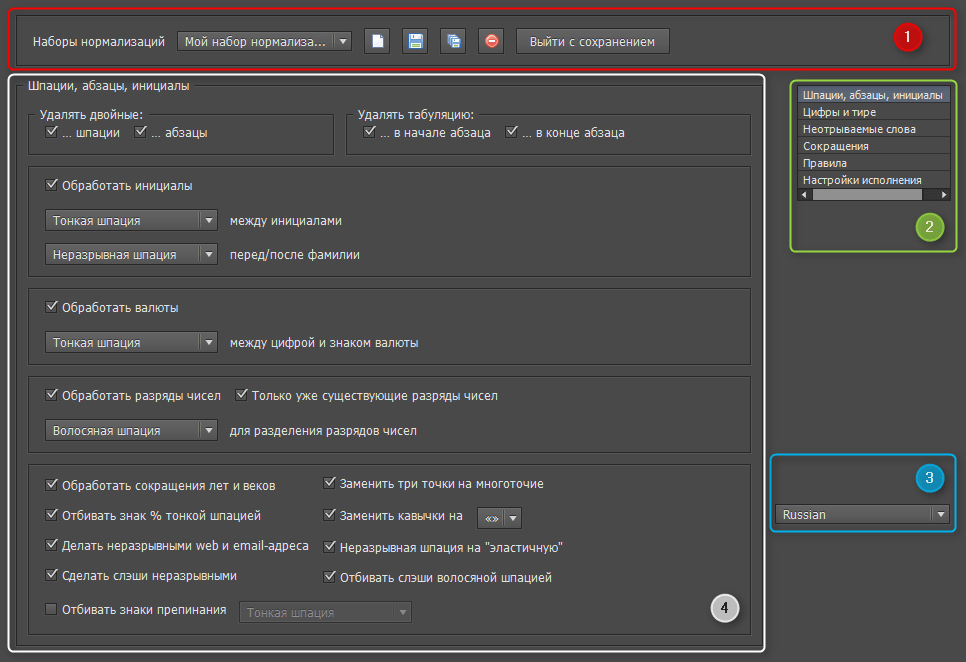 Наборы нормализаций Мой набор нормализа... Выйти с сохранением 1
Шпации, абзацы, инициалы
Удалять двойные:
... шпации ... абзацы
Удалять табуляцию:
... в начале абзаца ... в конце абзаца
Обработать инициалы
Тонкая шпация между инициалами
Неразрывная шпация перед/после фамилии
Обработать валюты
Тонкая шпация между цифрой и знаком валюты
Обработать разряды чисел Только уже существующие разряды чисел
Волосяная шпация для разделения разрядов чисел
Обработать сокращения лет и веков Заменить три точки на многоточие
Отбивать знак % тонкой шпацией Заменить кавычки на «»
Делать неразрывными web и email-адреса Неразрывная шпация на "эластичную"
Сделать слэши неразрывными Отбивать слэши волосяной шпацией
Отбивать знаки препинания Тонкая шпация
4
Шпации, абзацы, инициалы
Цифры и тире
Неотрываемые слова
Сокращения
Правила
Настройки исполнения
2
3
Russian